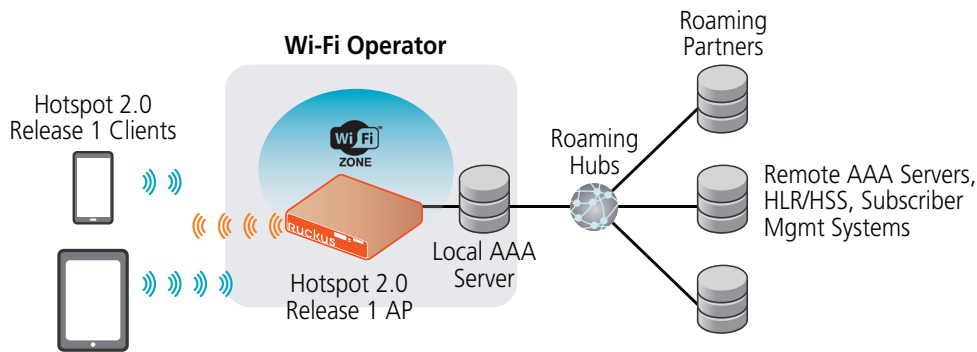 Wi-Fi Operator
Hotspot 2.0
Release 1 Clients
Wi Fi
ZONE
Ruckus
Hotspot 2.0
Release 1 AP
Local AAA
Server
Roaming
Hubs
Roaming
Partners
Remote AAA Servers,
HLR/HSS, Subscriber
Mgmt Systems